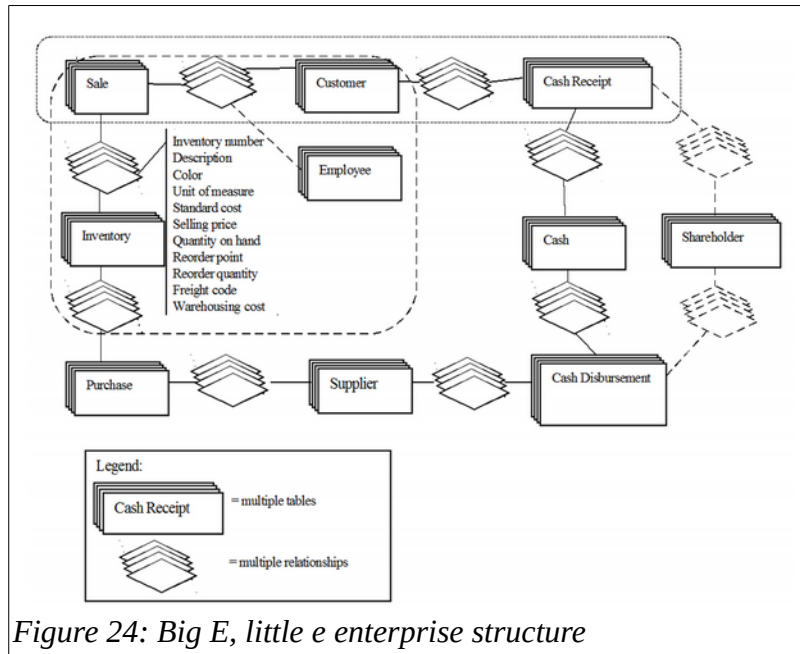 Sale
Customer
Cash Receipt
Inventory number
Description
Color
Unit of measure
Standard cost
Selling price
Quantity on hand
Reorder point
Reorder quantity
Freight code
Warehousing cost
Employee
Inventory
Cash
Shareholder
Purchase
Supplier
Cash Disbursement
Legend:
Cash Receipt
= multiple tables
= multiple relationships
Figure 24: Big E, little e enterprise structure